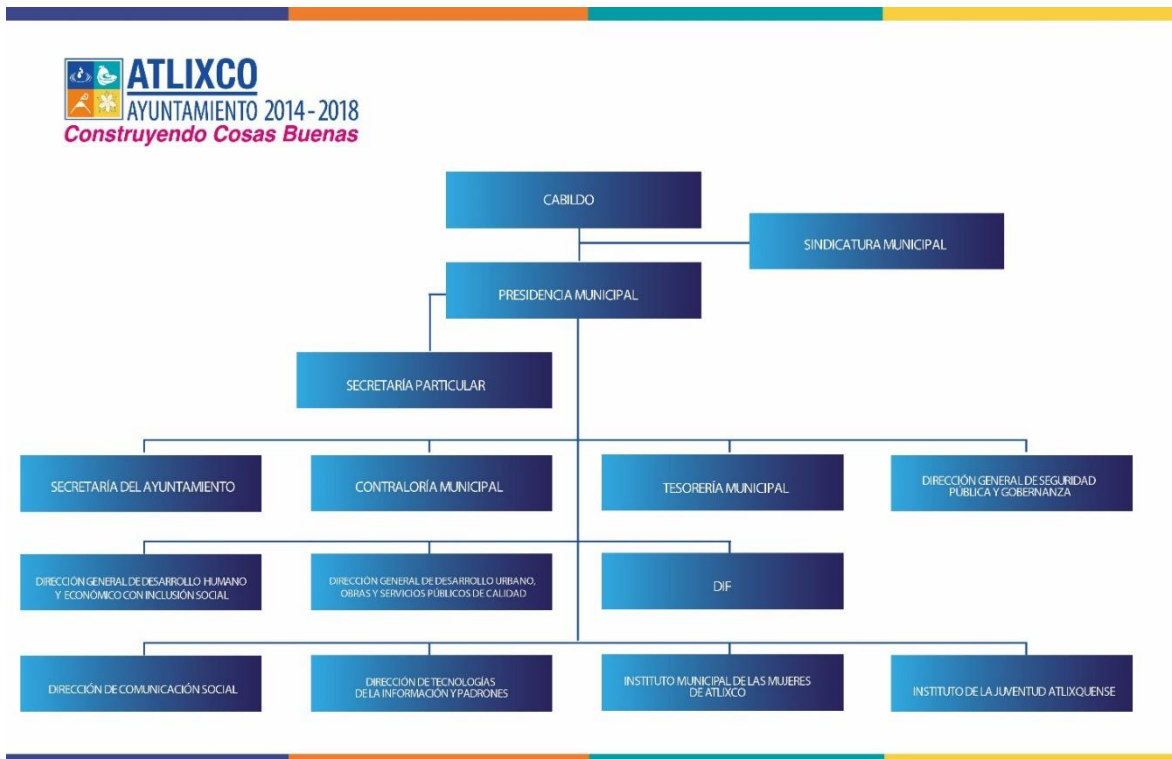 ATLIXCO
AYUNTAMIENTO 2014-2018
Construyendo Cosas Buenas
CABILDO
SINDICATURA MUNICIPAL
PRESIDENCIA MUNICIPAL
SECRETARÍA PARTICULAR
SECRETARÍA DEL AYUNTAMIENTO
CONTRALORÍA MUNICIPAL
TESORERÍA MUNICIPAL
DIRECCIÓN GENERAL DE SEGURIDAD
PÚBLICA Y GOBERNANZA
DIRECCIÓN GENERAL DE DESARROLLO HUMANO
Y ECONÓMICO CON INCLUSIÓN SOCIAL
DIRECCIÓN GENERAL DE DESARROLLO URBANO,
OBRAS Y SERVICIOS PÚBLICOS DE CALIDAD
DIF
DIRECCIÓN DE COMUNICACIÓN SOCIAL
DIRECCIÓN DE TECNOLOGÍAS
DE LA INFORMACIÓN Y PADRONES
INSTITUTO MUNICIPAL DE LAS MUJERES
DE ATLIXCO
INSTITUTO DE LA JUVENTUD ATLIXQUENSE